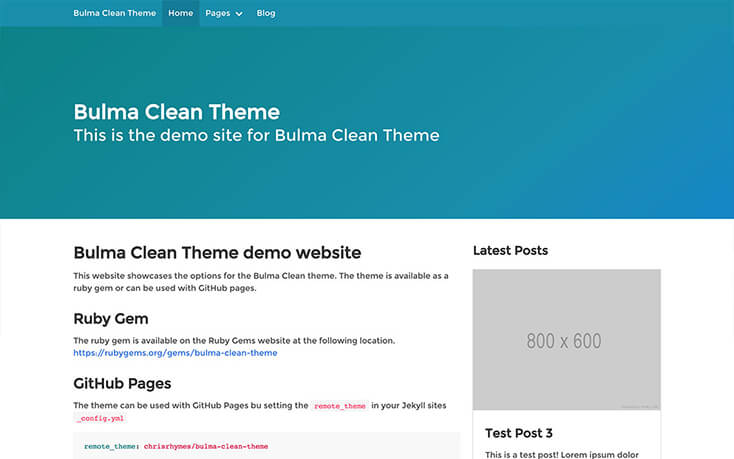 Bulma Clean Theme Home Pages Blog
Bulma Clean Theme
This is the demo site for Bulma Clean Theme
Bulma Clean Theme demo website
This website showcases the options for the Bulma Clean theme. The theme is available as a
ruby gem or can be used with GitHub pages.
Ruby Gem
The ruby gem is available on the Ruby Gems website at the following location.
https://rubygems.org/gems/bulma-clean-theme
GitHub Pages
The theme can be used with GitHub Pages bu setting the remote_theme in your Jekyll sites
_config.yml
remote_theme: chrisrhymes/bulma-clean-theme
Latest Posts
800 x 600
Test Post 3
This is a test post! Lorem ipsum dolor